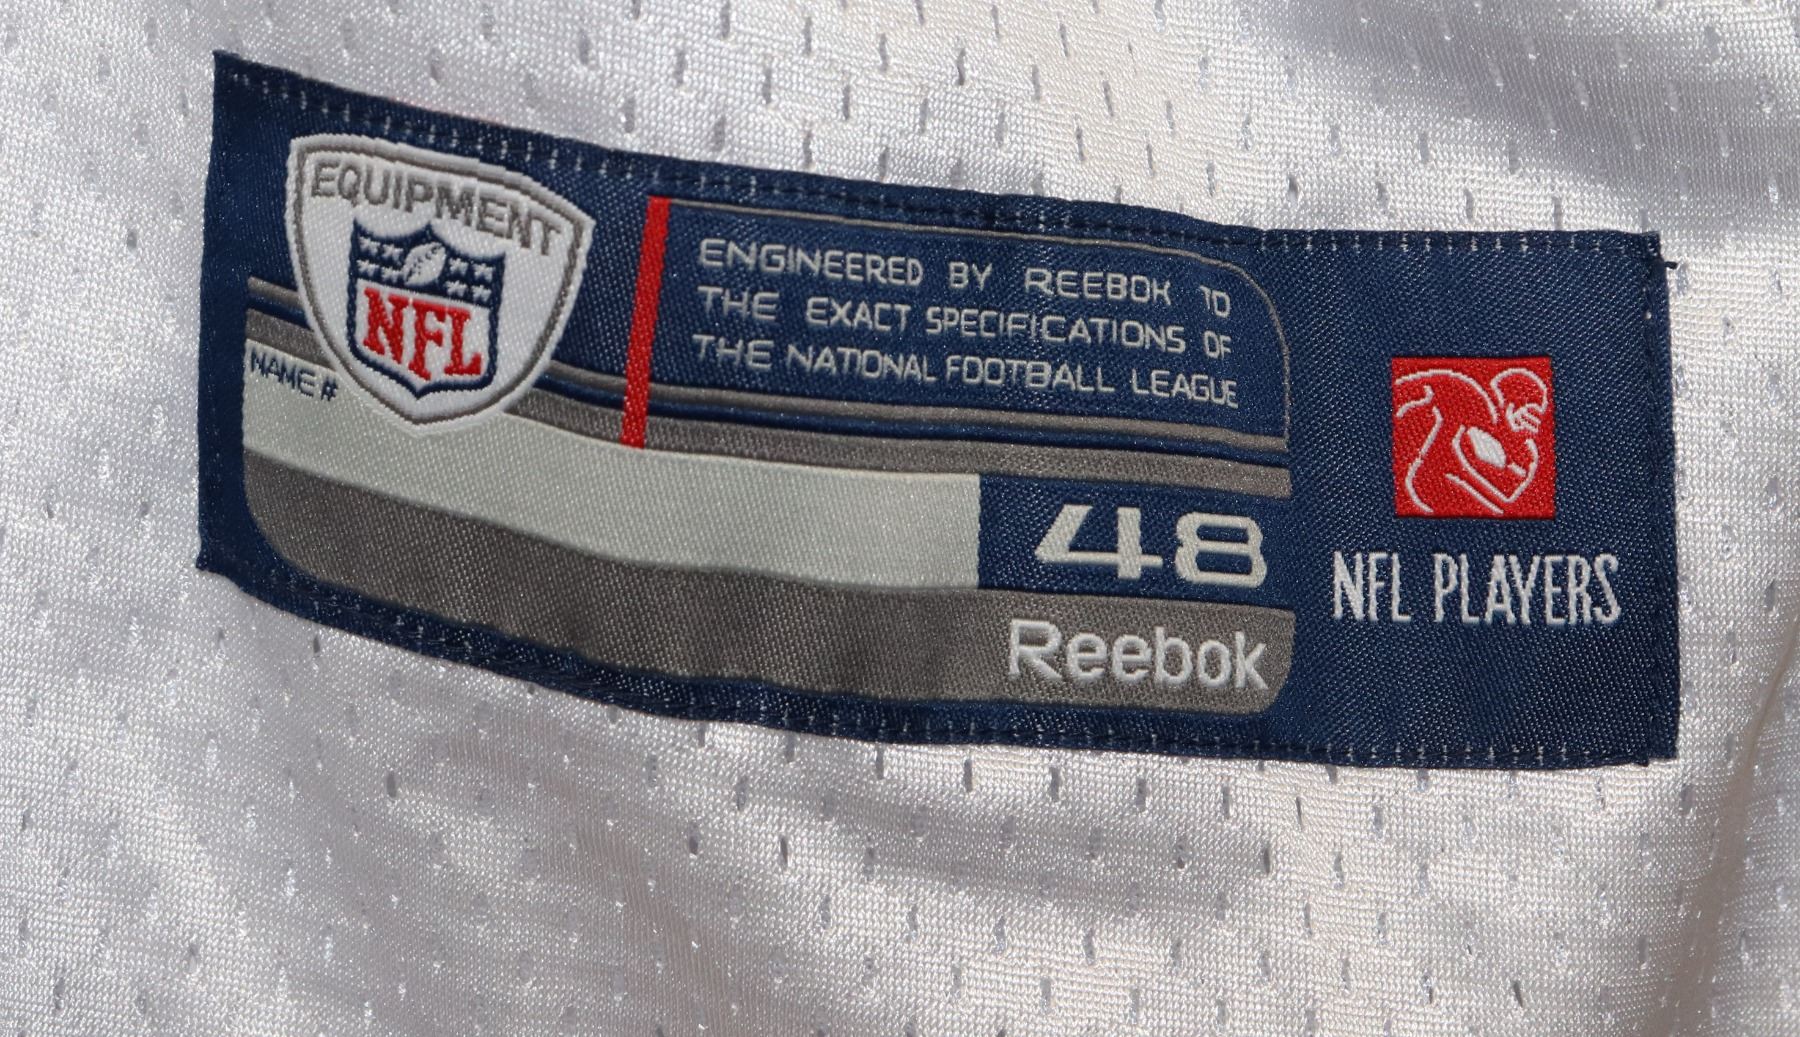 EQUIPMENT
NFL
NAME #
ENGINEERED BY REEBOK TO
THE EXACT SPECIFICATIONS OF
THE NATIONAL FOOTBALL LEAGUE
48
Reebok
NFL PLAYERS